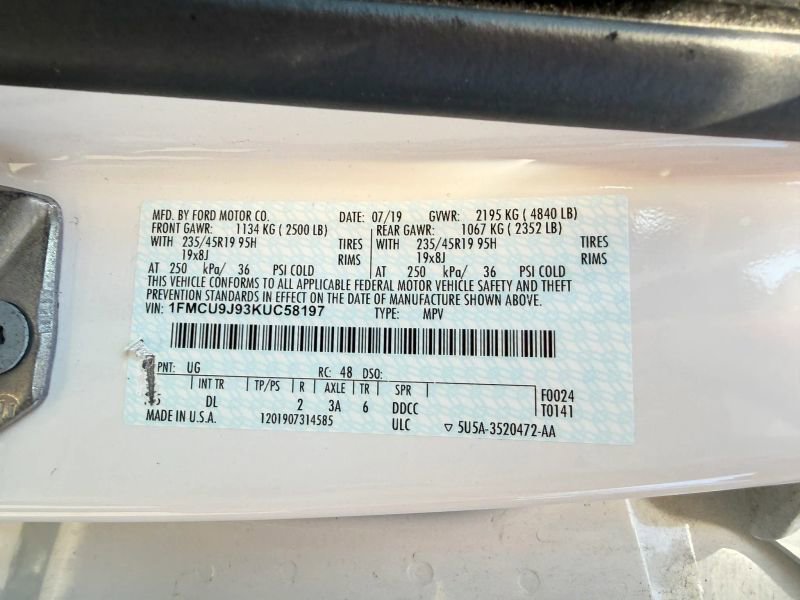 MFD. BY FORD MOTOR CO. DATE: 07/19 GVWR: 2195 KG ( 4840 LB)
FRONT GAWR: 1134 KG ( 2500 LB) REAR GAWR: 1067 KG ( 2352 LB)
WITH 235/45R19 95H TIRES WITH 235/45R19 95H TIRES
19x8J RIMS 19x8J RIMS
AT 250 kPa/ 36 PSI COLD AT 250 kPa/ 36 PSI COLD
THIS VEHICLE CONFORMS TO ALL APPLICABLE FEDERAL MOTOR VEHICLE SAFETY AND THEFT
PREVENTION STANDARDS IN EFFECT ON THE DATE OF MANUFACTURE SHOWN ABOVE.
VIN: 1FMCU9J93KUC58197 TYPE: MPV
PNT: UG RC: 48 DSO:
INT TR TP/PS R AXLE TR SPR F0024
DL 2 3A 6 DDCC T0141
MADE IN U.S.A. 1201907314585 ULC ▽ 5U5A-3520472-AA